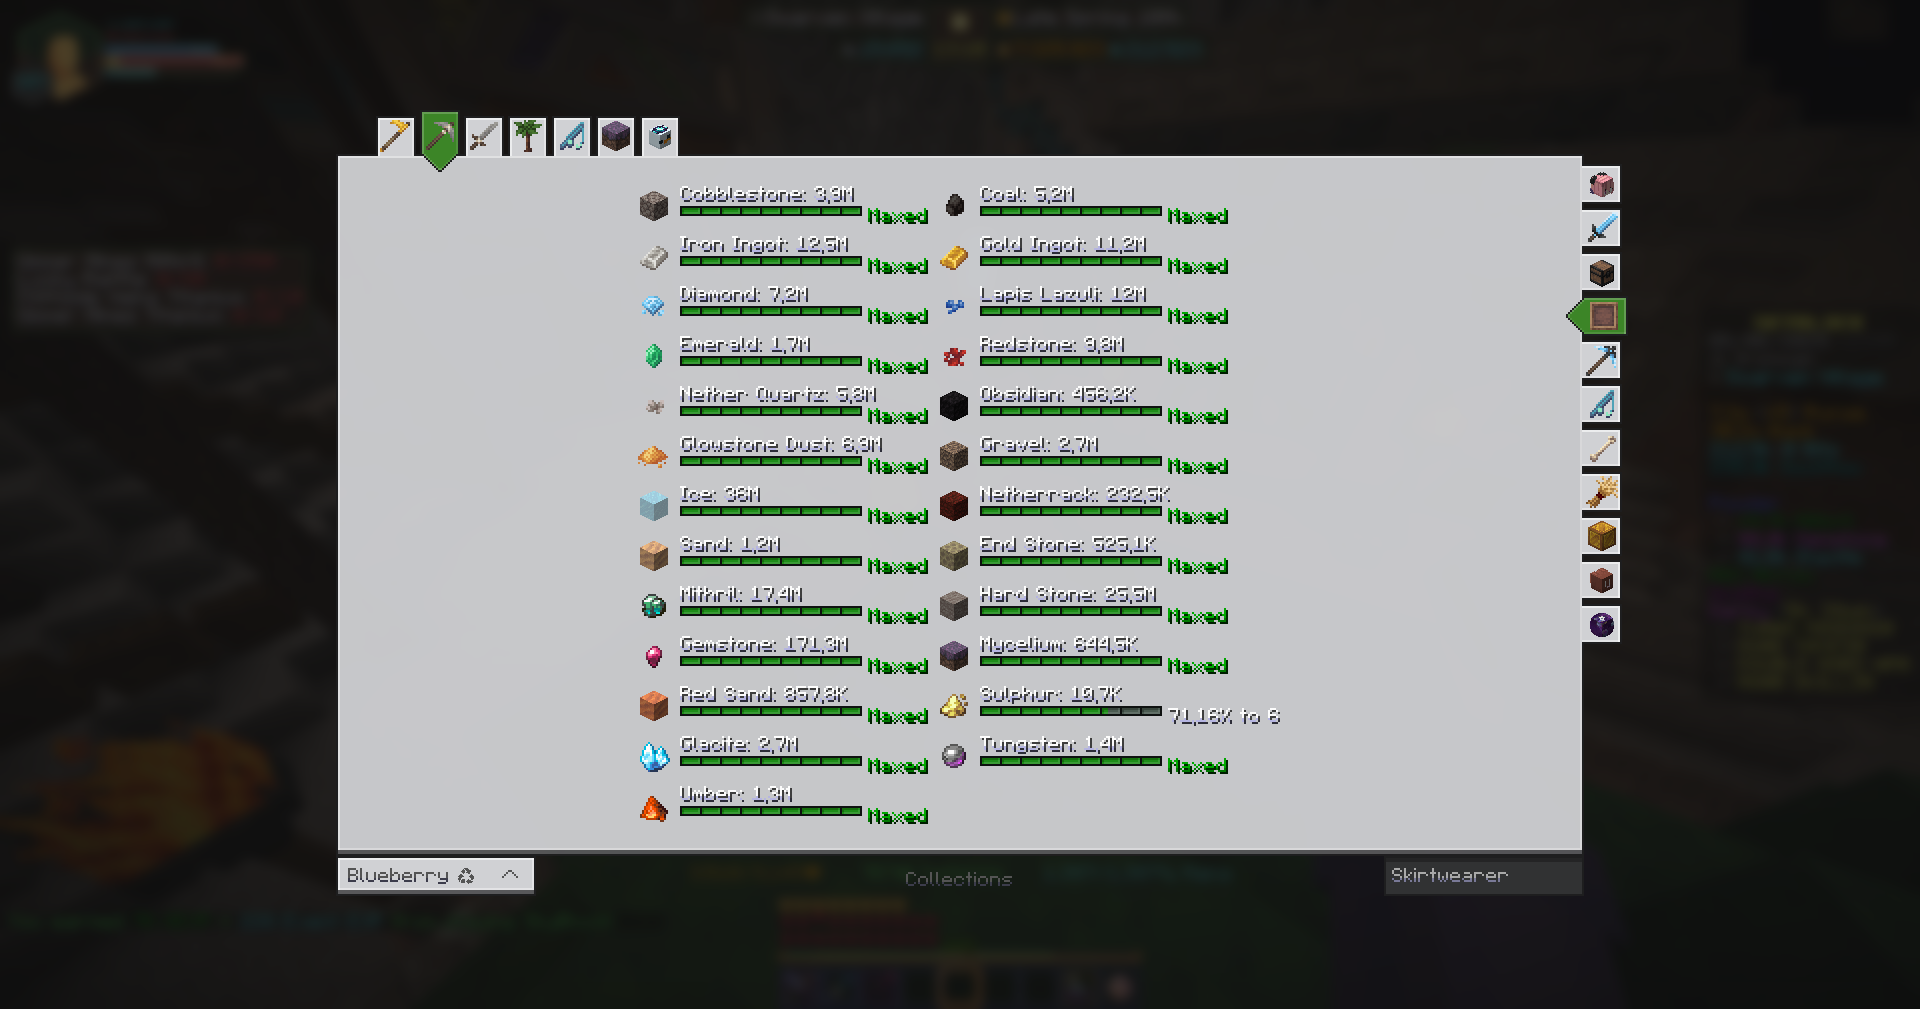 Cobblestone: 3,9M
Maxed
Coal: 5,2M
Maxed
Iron Ingot: 12,5M
Maxed
Gold Ingot: 11,2M
Maxed
Diamond: 7,2M
Maxed
Lapis Lazuli: 12M
Maxed
Emerald: 1,7M
Maxed
Redstone: 9,8M
Maxed
Nether Quartz: 5,8M
Maxed
Obsidian: 456,2K
Maxed
Glowstone Dust: 6,9M
Maxed
Gravel: 2,7M
Maxed
Ice: 36M
Maxed
Netherrack: 232,5K
Maxed
Sand: 1,2M
Maxed
End Stone: 525,1K
Maxed
Mithril: 17,4M
Maxed
Hard Stone: 25,5M
Maxed
Gemstone: 171,3M
Maxed
Mycelium: 644,5K
Maxed
Red Sand: 857,8K
Maxed
Sulphur: 10,7K
71,16% to 6
Glacite: 2,7M
Maxed
Tungsten: 1,4M
Maxed
Umber: 1,3M
Maxed
Blueberry ♲
Collections
Skirtwearer